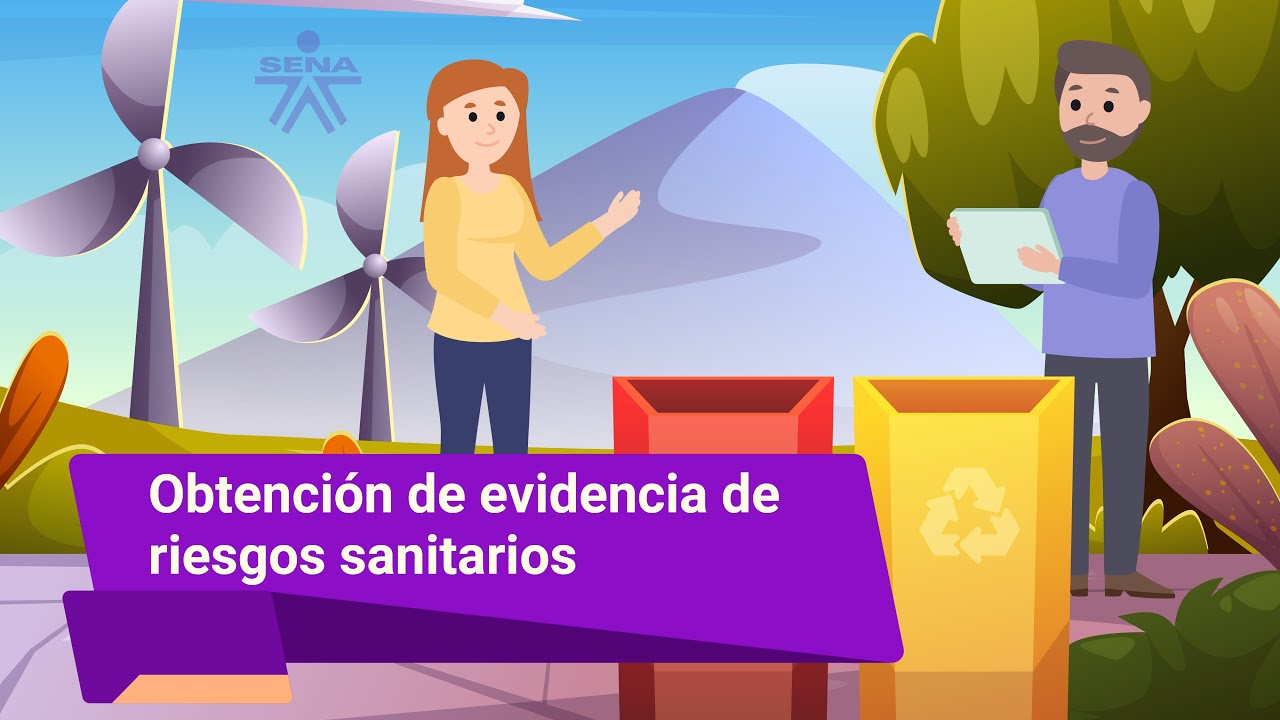 SENA
Obtención de evidencia de
riesgos sanitarios